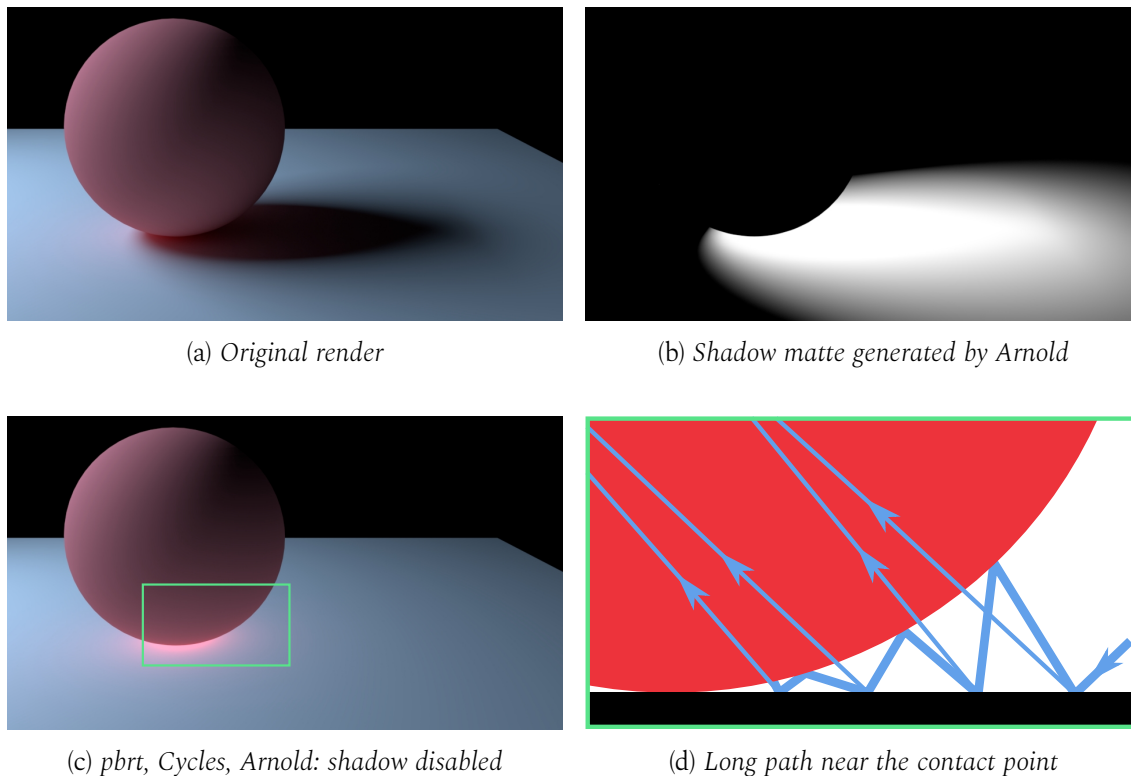 (a) Original render
(b) Shadow matte generated by Arnold
(c) pbrt, Cycles, Arnold: shadow disabled
(d) Long path near the contact point